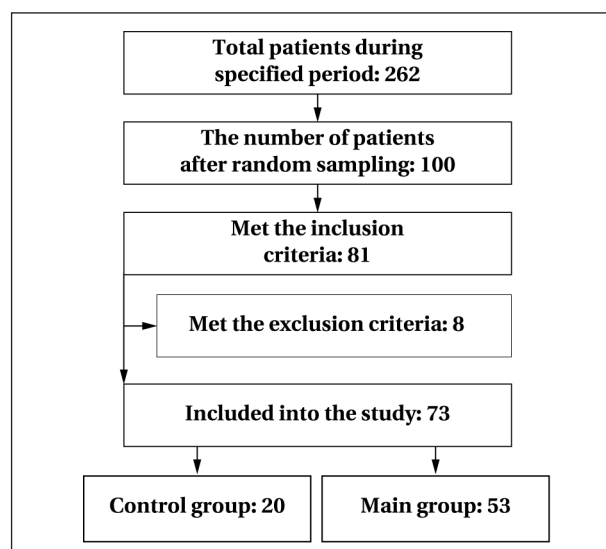 Total patients during
specified period: 262
The number of patients
after random sampling: 100
Met the inclusion
criteria: 81
Met the exclusion criteria: 8
Included into the study: 73
Control group: 20
Main group: 53